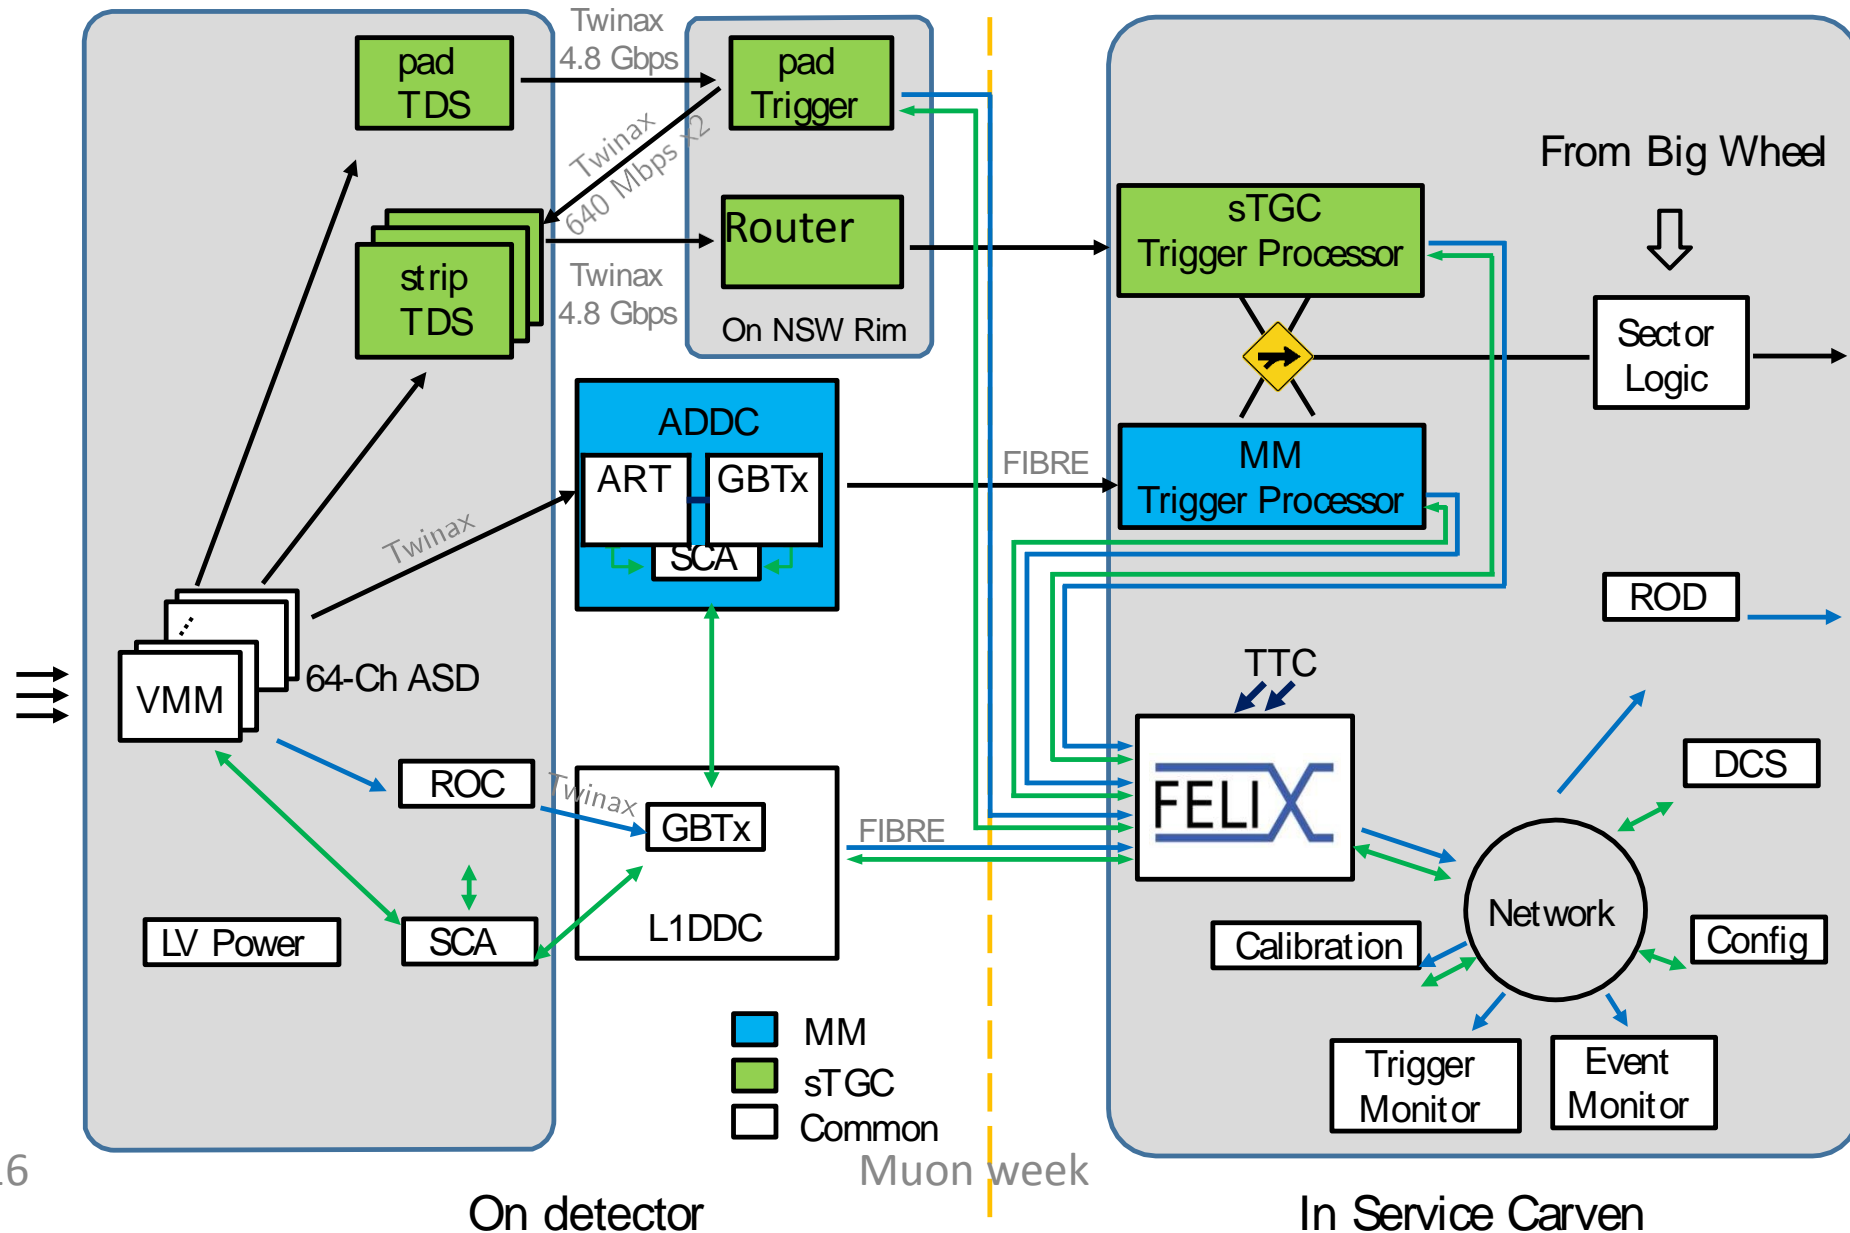 Twinax
4.8 Gbps
pad
TDS
pad
Trigger
Twinax
640 Mbps x2
From Big Wheel
strip
TDS
Router
Twinax
4.8 Gbps
On NSW Rim
sTGC
Trigger Processor
Sector
Logic
ADDC
ART
GBTx
SCA
FIBRE
MM
Trigger Processor
Twinax
ROD
VMM
64-Ch ASD
TTC
FELIX
DCS
ROC
Twinax
GBTx
FIBRE
Network
LV Power
SCA
L1DDC
Calibration
Config
MM
sTGC
Common
Trigger
Monitor
Event
Monitor
16
Muon week
On detector
In Service Carven